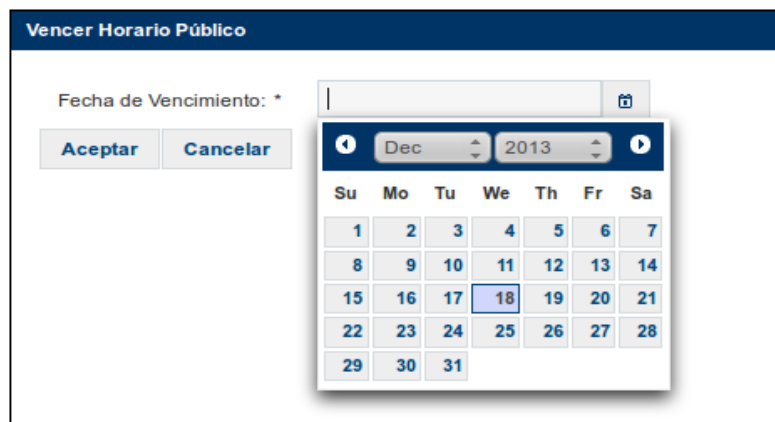 Vencer Horario Público
Fecha de Vencimiento: *
Aceptar Cancelar
Dec 2013
Su Mo Tu We Th Fr Sa
1 2 3 4 5 6 7
8 9 10 11 12 13 14
15 16 17 18 19 20 21
22 23 24 25 26 27 28
29 30 31